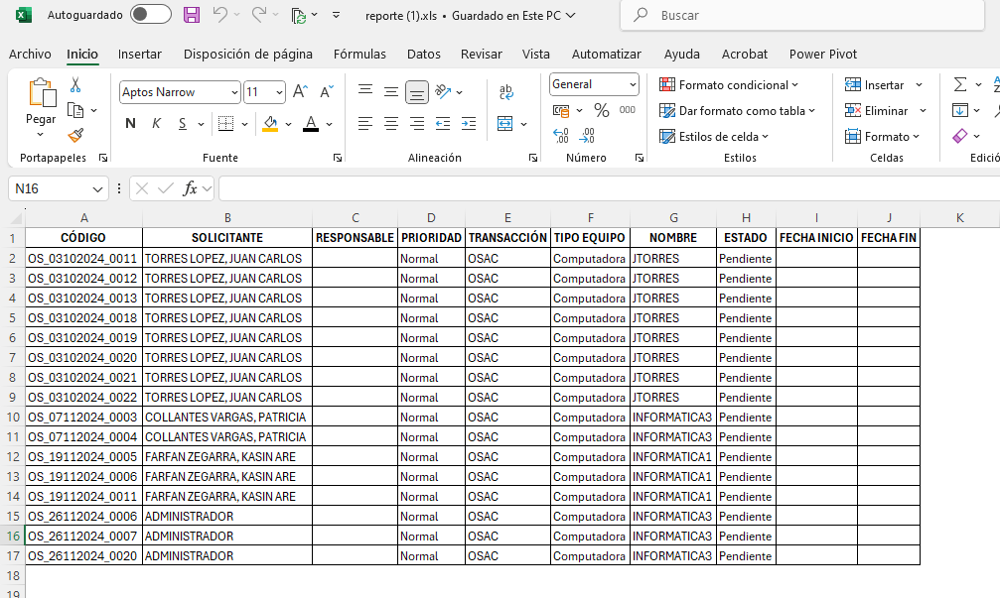 Autoguardado reporte (1).xls • Guardado en Este PC Buscar
Archivo Inicio Insertar Disposición de página Fórmulas Datos Revisar Vista Automatizar Ayuda Acrobat Power Pivot
Pegar Aptos Narrow 11 General Formato condicional Insertar
N K S Dar formato como tabla Eliminar
% 000 Estilos de celda Formato
Portapapeles Fuente Alineación Número Estilos Celdas Edició
N16 fx
A B C D E F G H I J K
1 CÓDIGO SOLICITANTE RESPONSABLE PRIORIDAD TRANSACCIÓN TIPO EQUIPO NOMBRE ESTADO FECHA INICIO FECHA FIN
2 OS_03102024_0011 TORRES LOPEZ, JUAN CARLOS Normal OSAC Computadora JTORRES Pendiente
3 OS_03102024_0012 TORRES LOPEZ, JUAN CARLOS Normal OSAC Computadora JTORRES Pendiente
4 OS_03102024_0013 TORRES LOPEZ, JUAN CARLOS Normal OSAC Computadora JTORRES Pendiente
5 OS_03102024_0018 TORRES LOPEZ, JUAN CARLOS Normal OSAC Computadora JTORRES Pendiente
6 OS_03102024_0019 TORRES LOPEZ, JUAN CARLOS Normal OSAC Computadora JTORRES Pendiente
7 OS_03102024_0020 TORRES LOPEZ, JUAN CARLOS Normal OSAC Computadora JTORRES Pendiente
8 OS_03102024_0021 TORRES LOPEZ, JUAN CARLOS Normal OSAC Computadora JTORRES Pendiente
9 OS_03102024_0022 TORRES LOPEZ, JUAN CARLOS Normal OSAC Computadora JTORRES Pendiente
10 OS_07112024_0003 COLLANTES VARGAS, PATRICIA Normal OSAC Computadora INFORMATICA3 Pendiente
11 OS_07112024_0004 COLLANTES VARGAS, PATRICIA Normal OSAC Computadora INFORMATICA3 Pendiente
12 OS_19112024_0005 FARFAN ZEGARRA, KASIN ARE Normal OSAC Computadora INFORMATICA1 Pendiente
13 OS_19112024_0006 FARFAN ZEGARRA, KASIN ARE Normal OSAC Computadora INFORMATICA1 Pendiente
14 OS_19112024_0011 FARFAN ZEGARRA, KASIN ARE Normal OSAC Computadora INFORMATICA1 Pendiente
15 OS_26112024_0006 ADMINISTRADOR Normal OSAC Computadora INFORMATICA3 Pendiente
16 OS_26112024_0007 ADMINISTRADOR Normal OSAC Computadora INFORMATICA3 Pendiente
17 OS_26112024_0020 ADMINISTRADOR Normal OSAC Computadora INFORMATICA3 Pendiente
18
19